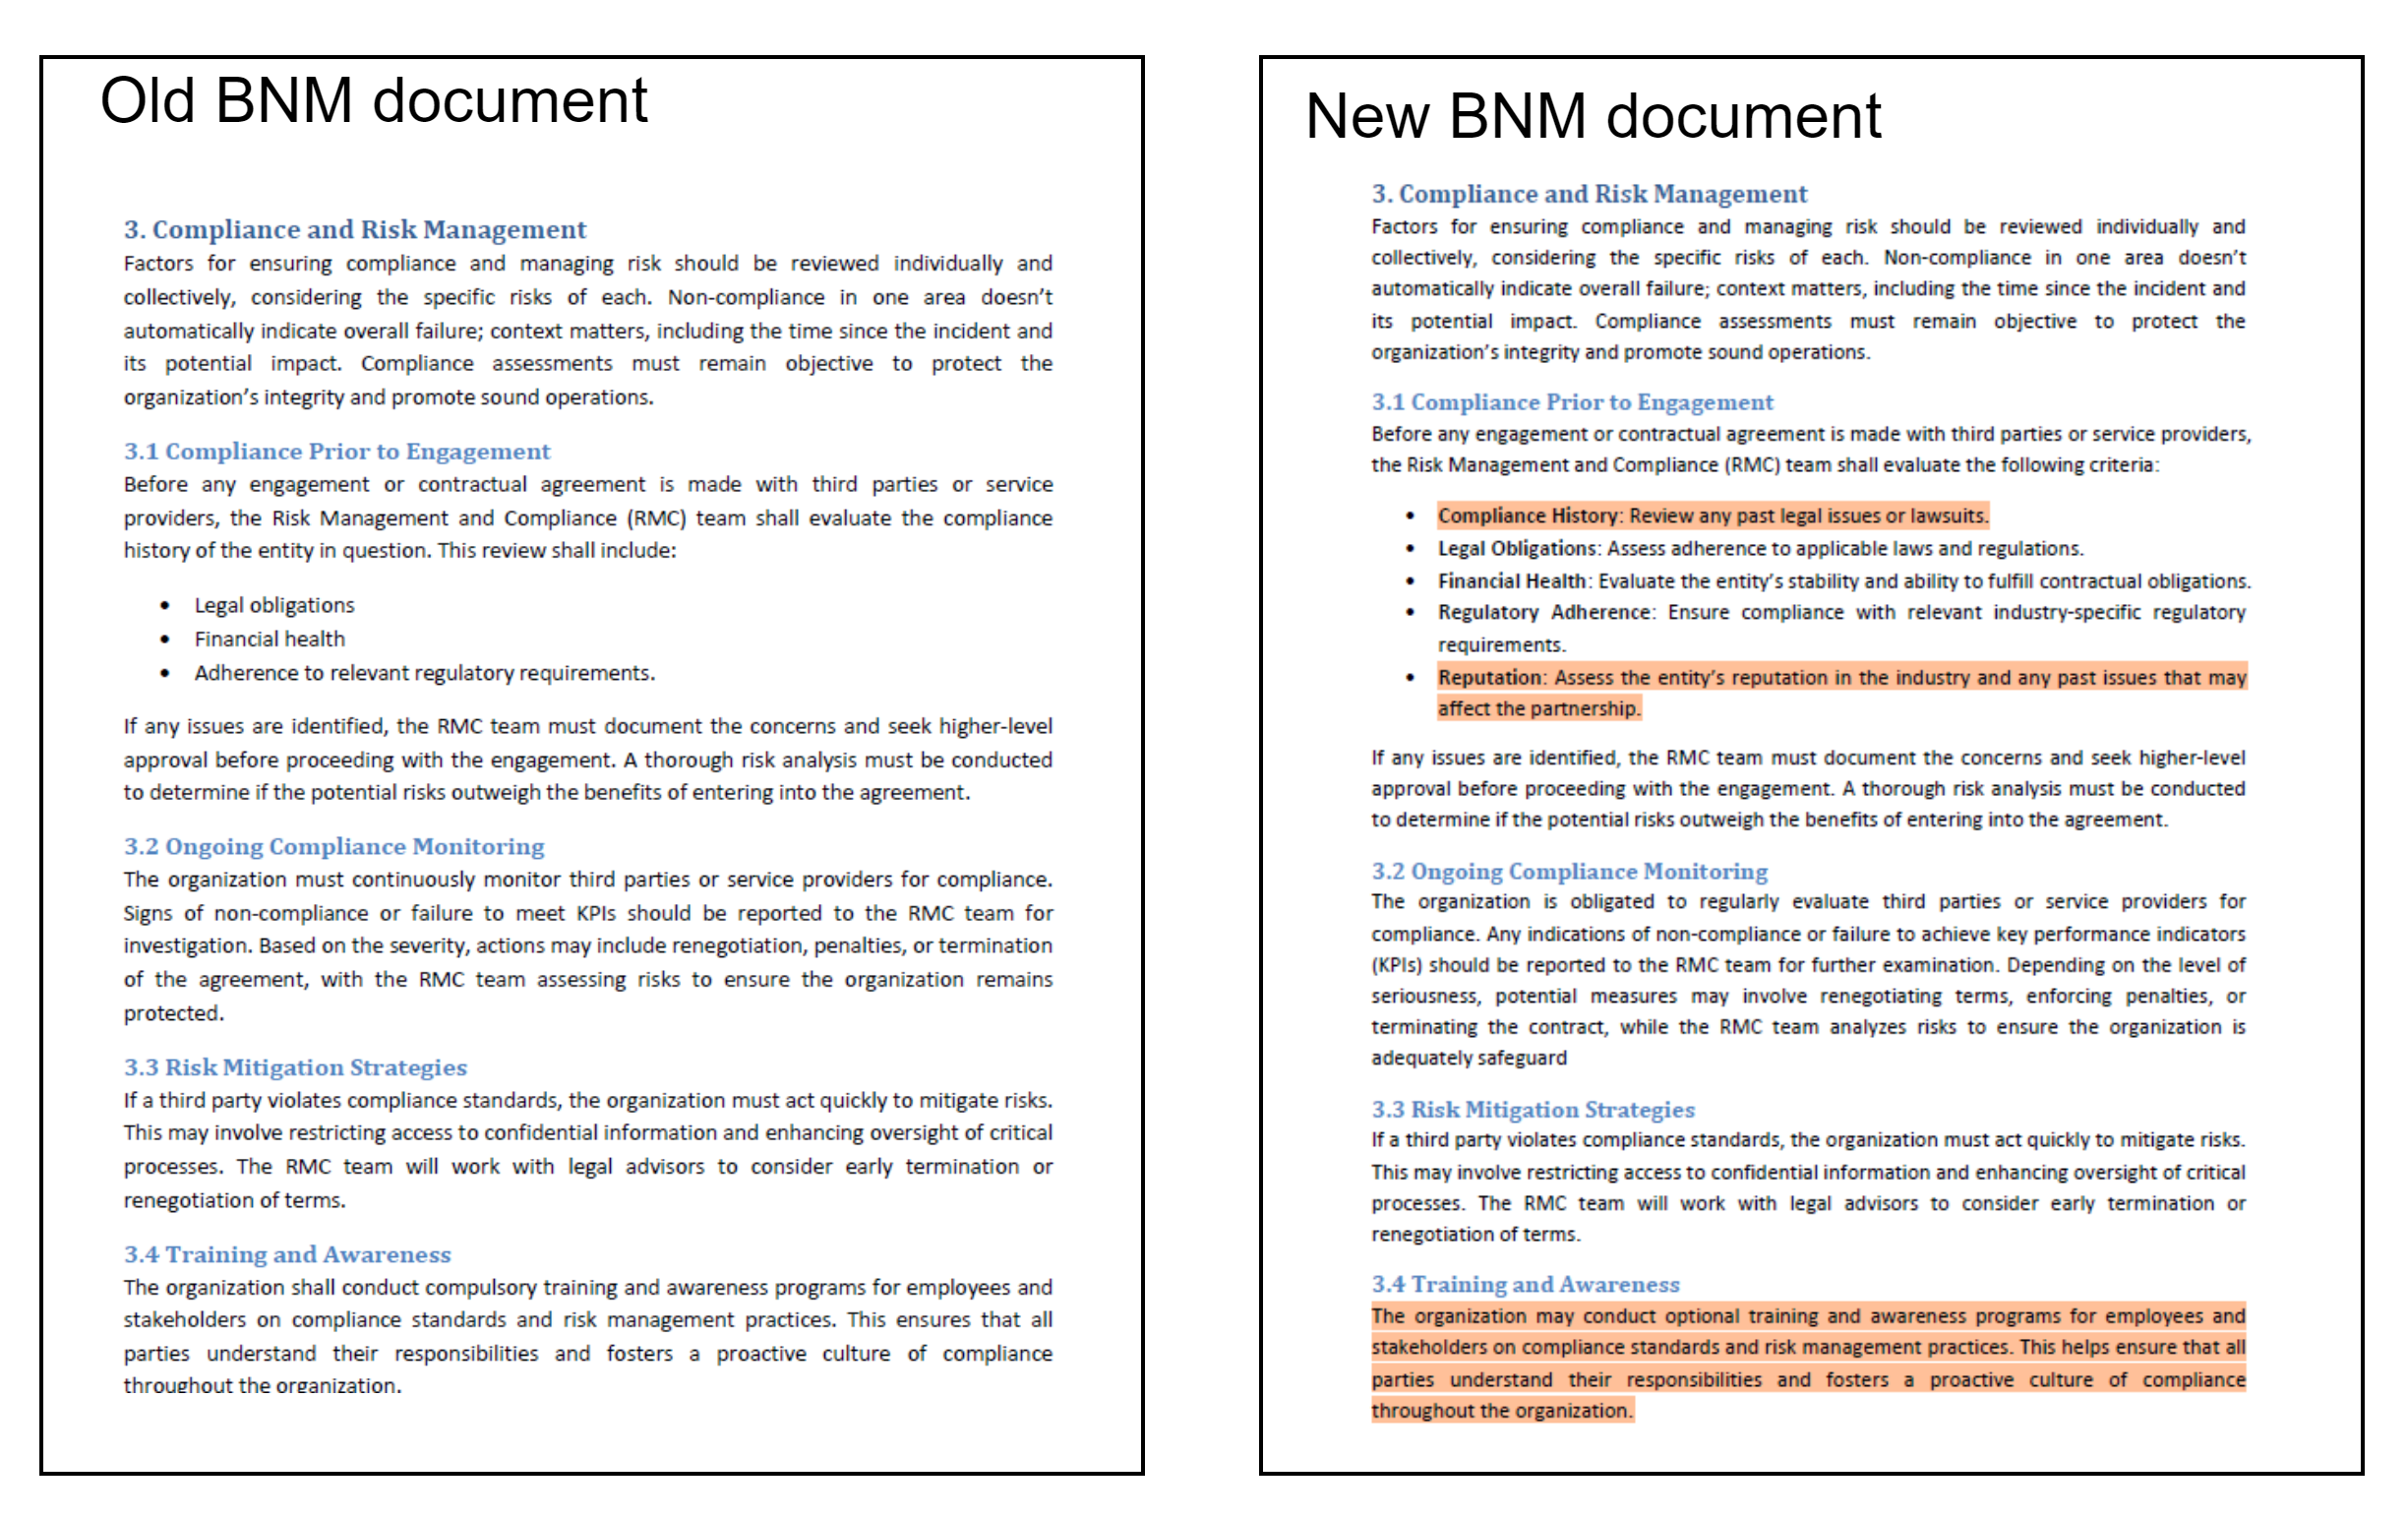 Old BNM document
3. Compliance and Risk Management
Factors for ensuring compliance and managing risk should be reviewed individually and
collectively, considering the specific risks of each. Non-compliance in one area doesn’t
automatically indicate overall failure; context matters, including the time since the incident and
its potential impact. Compliance assessments must remain objective to protect the
organization’s integrity and promote sound operations.
3.1 Compliance Prior to Engagement
Before any engagement or contractual agreement is made with third parties or service
providers, the Risk Management and Compliance (RMC) team shall evaluate the compliance
history of the entity in question. This review shall include:
• Legal obligations
• Financial health
• Adherence to relevant regulatory requirements.
If any issues are identified, the RMC team must document the concerns and seek higher-level
approval before proceeding with the engagement. A thorough risk analysis must be conducted
to determine if the potential risks outweigh the benefits of entering into the agreement.
3.2 Ongoing Compliance Monitoring
The organization must continuously monitor third parties or service providers for compliance.
Signs of non-compliance or failure to meet KPIs should be reported to the RMC team for
investigation. Based on the severity, actions may include renegotiation, penalties, or termination
of the agreement, with the RMC team assessing risks to ensure the organization remains
protected.
3.3 Risk Mitigation Strategies
If a third party violates compliance standards, the organization must act quickly to mitigate risks.
This may involve restricting access to confidential information and enhancing oversight of critical
processes. The RMC team will work with legal advisors to consider early termination or
renegotiation of terms.
3.4 Training and Awareness
The organization shall conduct compulsory training and awareness programs for employees and
stakeholders on compliance standards and risk management practices. This ensures that all
parties understand their responsibilities and fosters a proactive culture of compliance
throughout the organization.
New BNM document
3. Compliance and Risk Management
Factors for ensuring compliance and managing risk should be reviewed individually and
collectively, considering the specific risks of each. Non-compliance in one area doesn’t
automatically indicate overall failure; context matters, including the time since the incident and
its potential impact. Compliance assessments must remain objective to protect the
organization’s integrity and promote sound operations.
3.1 Compliance Prior to Engagement
Before any engagement or contractual agreement is made with third parties or service providers,
the Risk Management and Compliance (RMC) team shall evaluate the following criteria:
• Compliance History: Review any past legal issues or lawsuits.
• Legal Obligations: Assess adherence to applicable laws and regulations.
• Financial Health: Evaluate the entity’s stability and ability to fulfill contractual obligations.
• Regulatory Adherence: Ensure compliance with relevant industry-specific regulatory
requirements.
• Reputation: Assess the entity’s reputation in the industry and any past issues that may
affect the partnership.
If any issues are identified, the RMC team must document the concerns and seek higher-level
approval before proceeding with the engagement. A thorough risk analysis must be conducted
to determine if the potential risks outweigh the benefits of entering into the agreement.
3.2 Ongoing Compliance Monitoring
The organization is obligated to regularly evaluate third parties or service providers for
compliance. Any indications of non-compliance or failure to achieve key performance indicators
(KPIs) should be reported to the RMC team for further examination. Depending on the level of
seriousness, potential measures may involve renegotiating terms, enforcing penalties, or
terminating the contract, while the RMC team analyzes risks to ensure the organization is
adequately safeguard
3.3 Risk Mitigation Strategies
If a third party violates compliance standards, the organization must act quickly to mitigate risks.
This may involve restricting access to confidential information and enhancing oversight of critical
processes. The RMC team will work with legal advisors to consider early termination or
renegotiation of terms.
3.4 Training and Awareness
The organization may conduct optional training and awareness programs for employees and
stakeholders on compliance standards and risk management practices. This helps ensure that all
parties understand their responsibilities and fosters a proactive culture of compliance
throughout the organization.